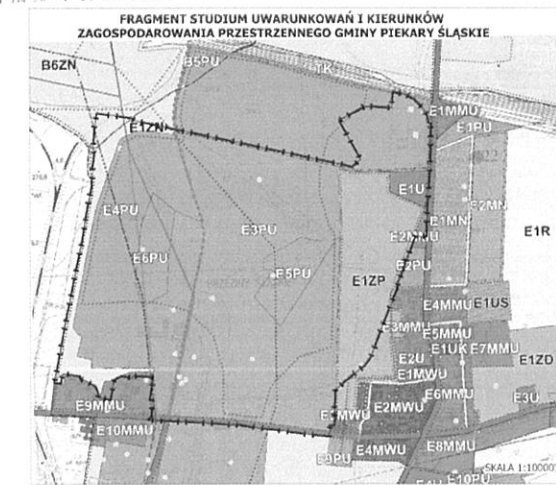 FRAGMENT STUDIUM UWARUNKOWAŃ I KIERUNKÓW
ZAGOSPODAROWANIA PRZESTRZENNEGO GMINY PIEKARY ŚLĄSKIE
B6ZN
B5PU
TK
E1MMU
E1ZN
E1PU
E1U
E4PU
E1MN
E2MN
E3PU
E2MMU
E1R
E6PU
E5PU
E2PU
E1ZP
E4MMU
E1US
E3MMU
E5MMU
E1UK
E7MMU
E2U
E1ZD
E1MWU
E9MMU
E2MWU
E6MMU
E3U
E10MMU
E4MWU
E8MMU
E9PU
SKALA 1:10000
E10PU